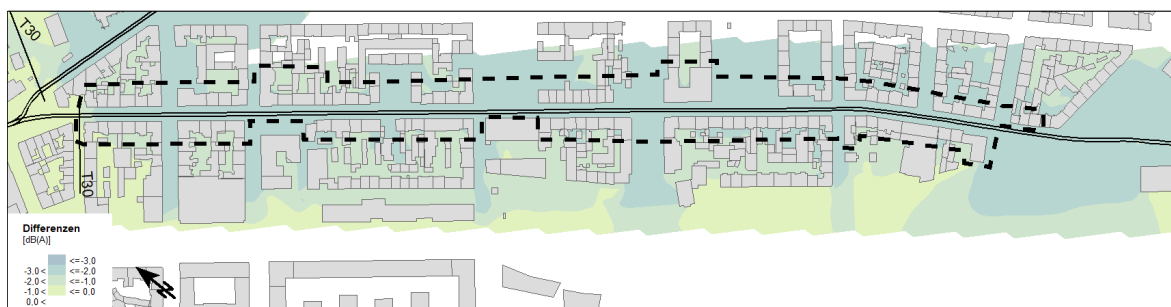 T30
T30
Differenzen
[dB(A)]
<=-3.0
-3.0 < <=-2.0
-2.0 < <=-1.0
-1.0 < <= 0.0
0.0 <
N